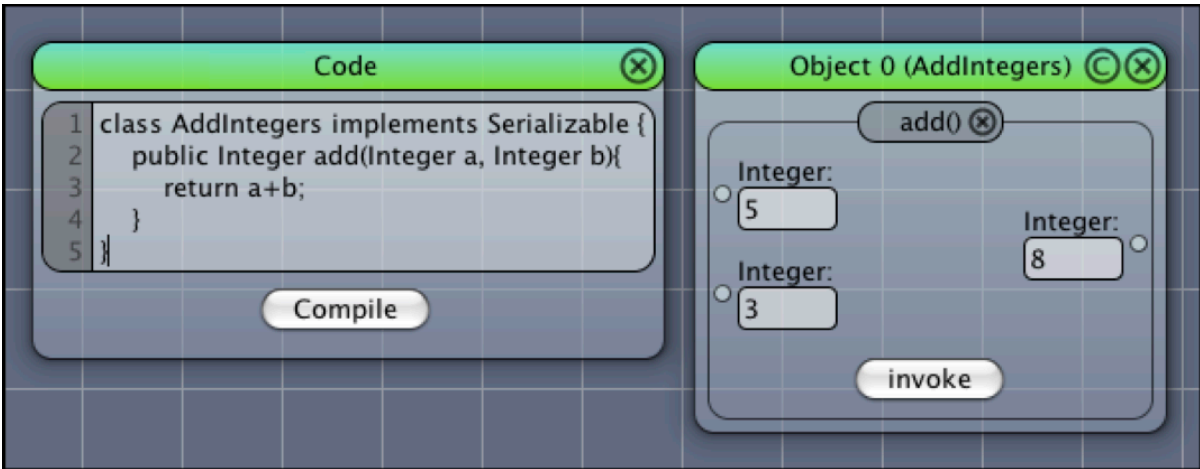 Code
1 class AddIntegers implements Serializable {
2 public Integer add(Integer a, Integer b){
3 return a+b;
4 }
5 }
Compile
Object 0 (AddIntegers) C
add()
Integer:
5
Integer:
3
Integer:
8
invoke